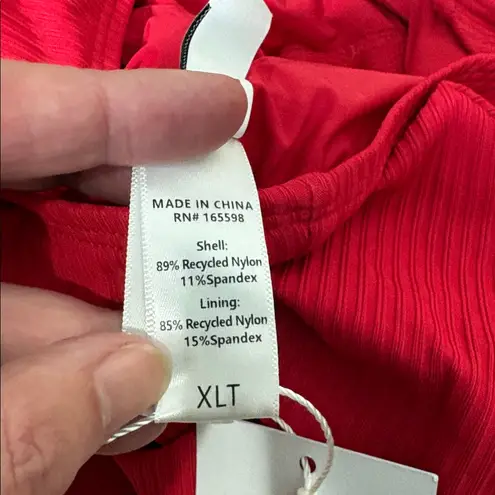 MADE IN CHINA
RN# 165598
Shell:
89% Recycled Nylon
11%Spandex
Lining:
85% Recycled Nylon
15%Spandex
XLT